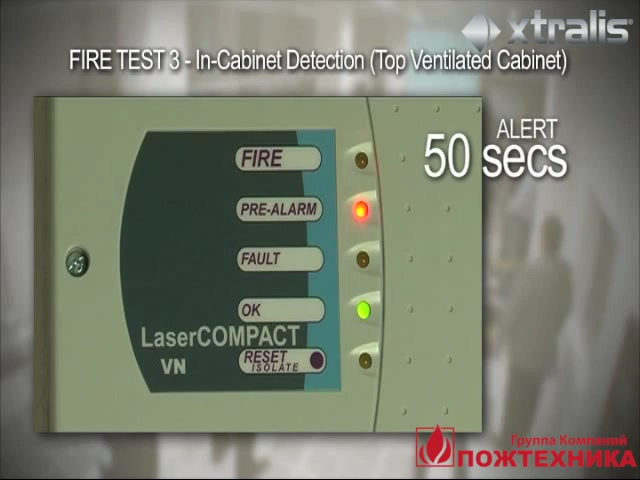 xtralis®
FIRE TEST 3 - In-Cabinet Detection (Top Ventilated Cabinet)
ALERT
50 secs
FIRE
PRE-ALARM
FAULT
OK
LaserCOMPACT
RESET
ISOLATE
VN
Группа Компаний
ПОЖТЕХНИКА